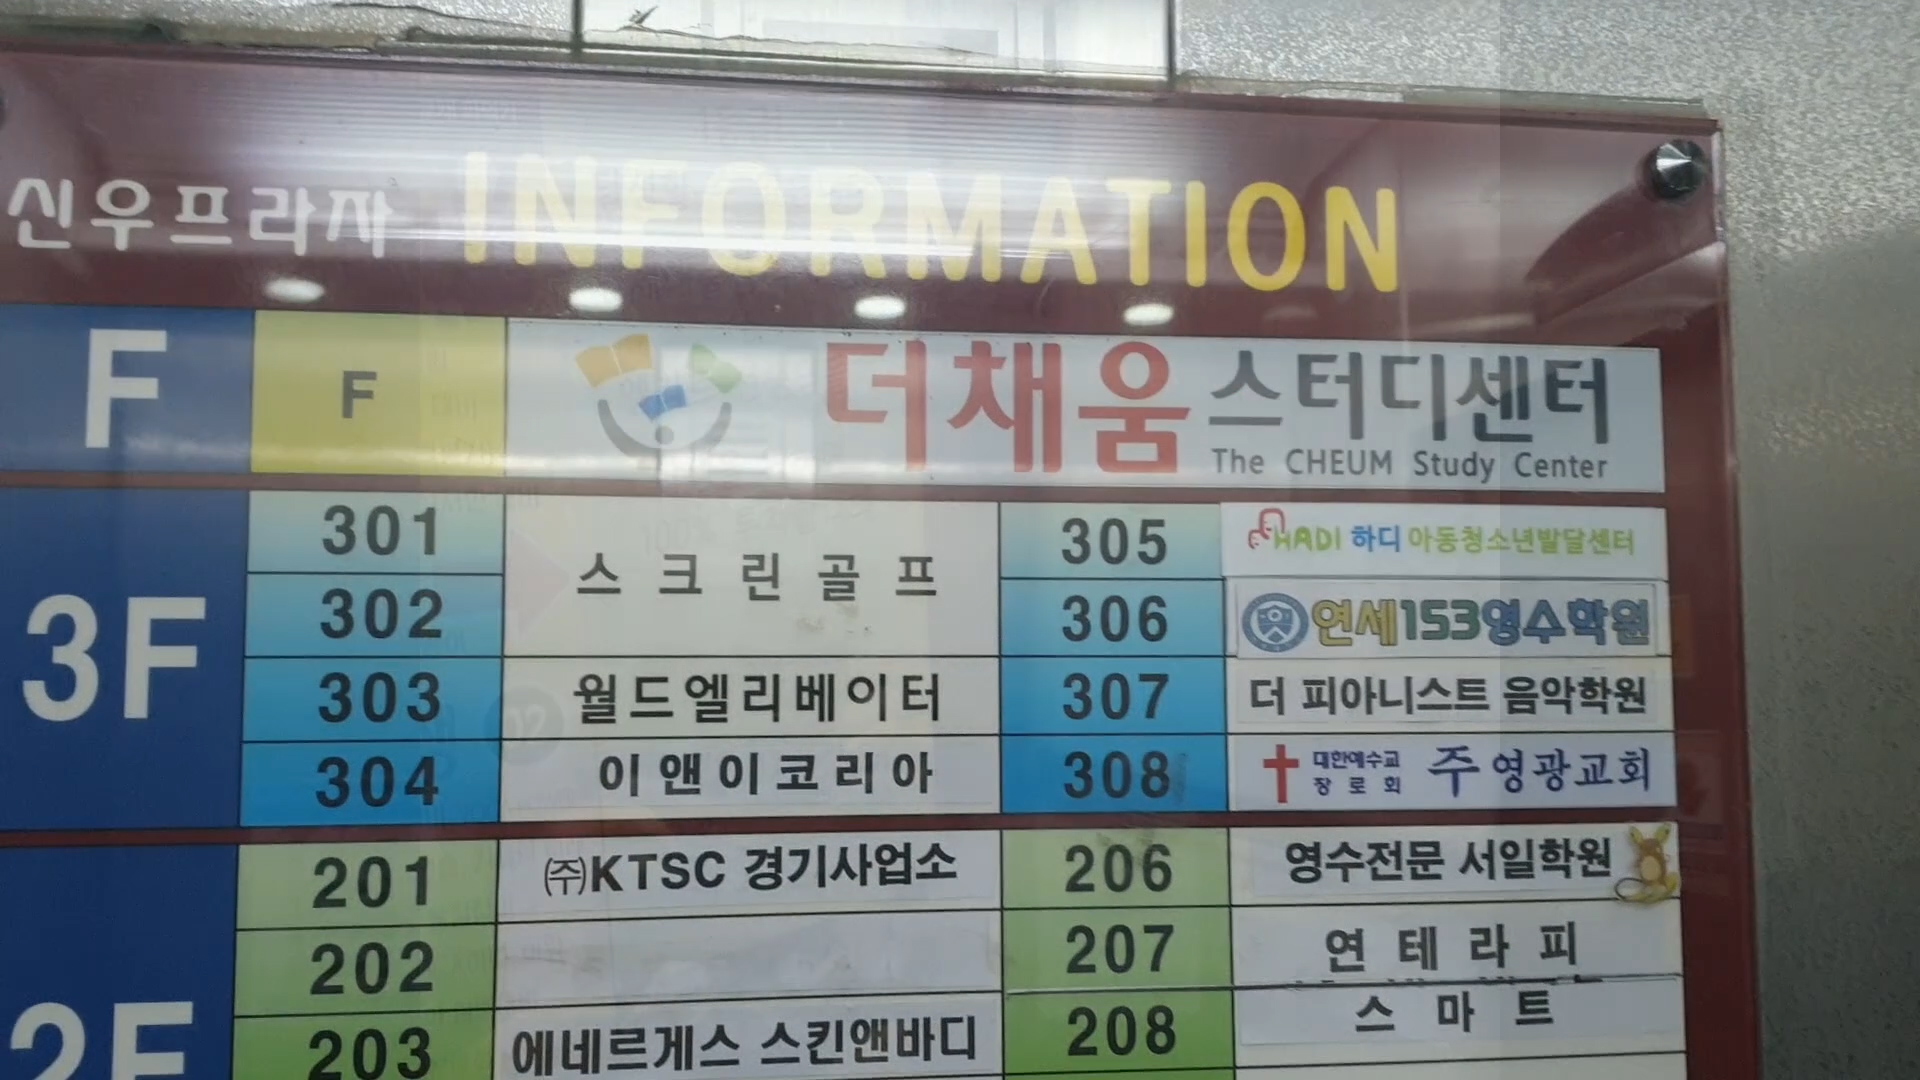 신우프라자 INFORMATION
F F 더채움 스터디센터
The CHEUM Study Center
3F
301 302 스크린골프
303 월드엘리베이터
304 이앤이코리아
305 HADI 하디 아동청소년발달센터
306 연세153영수학원
307 더 피아니스트 음악학원
308 대한예수교 장로회 주영광교회
2F
201 ㈜KTSC 경기사업소
202
203 에네르게스 스킨앤바디
206 영수전문 서일학원
207 연테라피
208 스마트